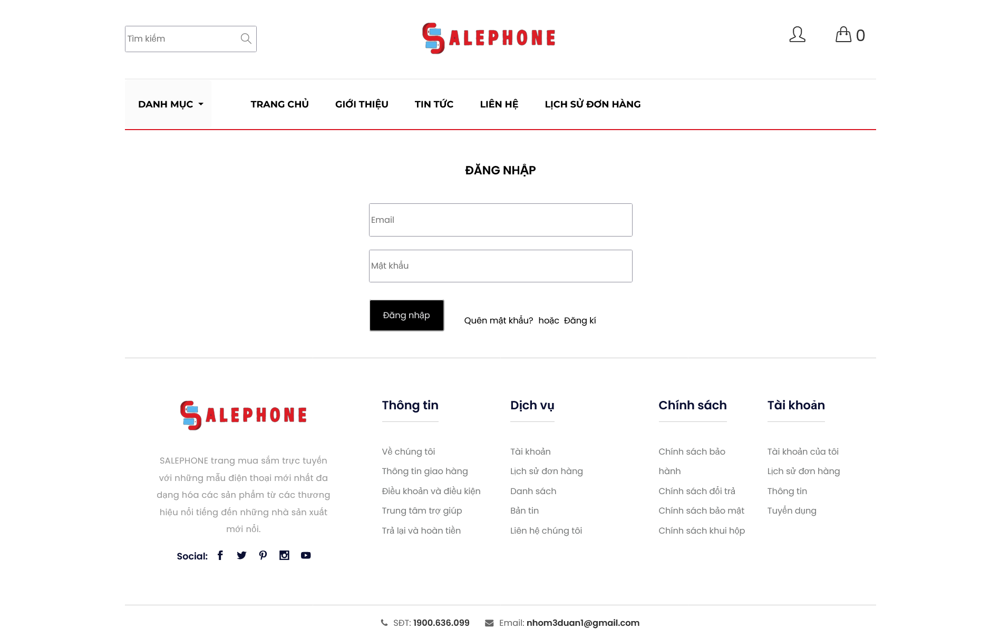 Tìm kiếm
SALEPHONE
0
DANH MỤC
TRANG CHỦ
GIỚI THIỆU
TIN TỨC
LIÊN HỆ
LỊCH SỬ ĐƠN HÀNG
ĐĂNG NHẬP
Email
Mật khẩu
Đăng nhập
Quên mật khẩu? hoặc Đăng kí
SALEPHONE
SALEPHONE trang mua sắm trực tuyến
với những mẫu điện thoại mới nhất đa
dạng hóa các sản phẩm từ các thương
hiệu nổi tiếng đến những nhà sản xuất
mới nổi.
Social:
Thông tin
Về chúng tôi
Thông tin giao hàng
Điều khoản và điều kiện
Trung tâm trợ giúp
Trả lại và hoàn tiền
Dịch vụ
Tài khoản
Lịch sử đơn hàng
Danh sách
Bản tin
Liên hệ chúng tôi
Chính sách
Chính sách bảo
hành
Chính sách đổi trả
Chính sách bảo mật
Chính sách khui hộp
Tài khoản
Tài khoản của tôi
Lịch sử đơn hàng
Thông tin
Tuyển dụng
SĐT: 1900.636.099
Email: nhom3duan1@gmail.com